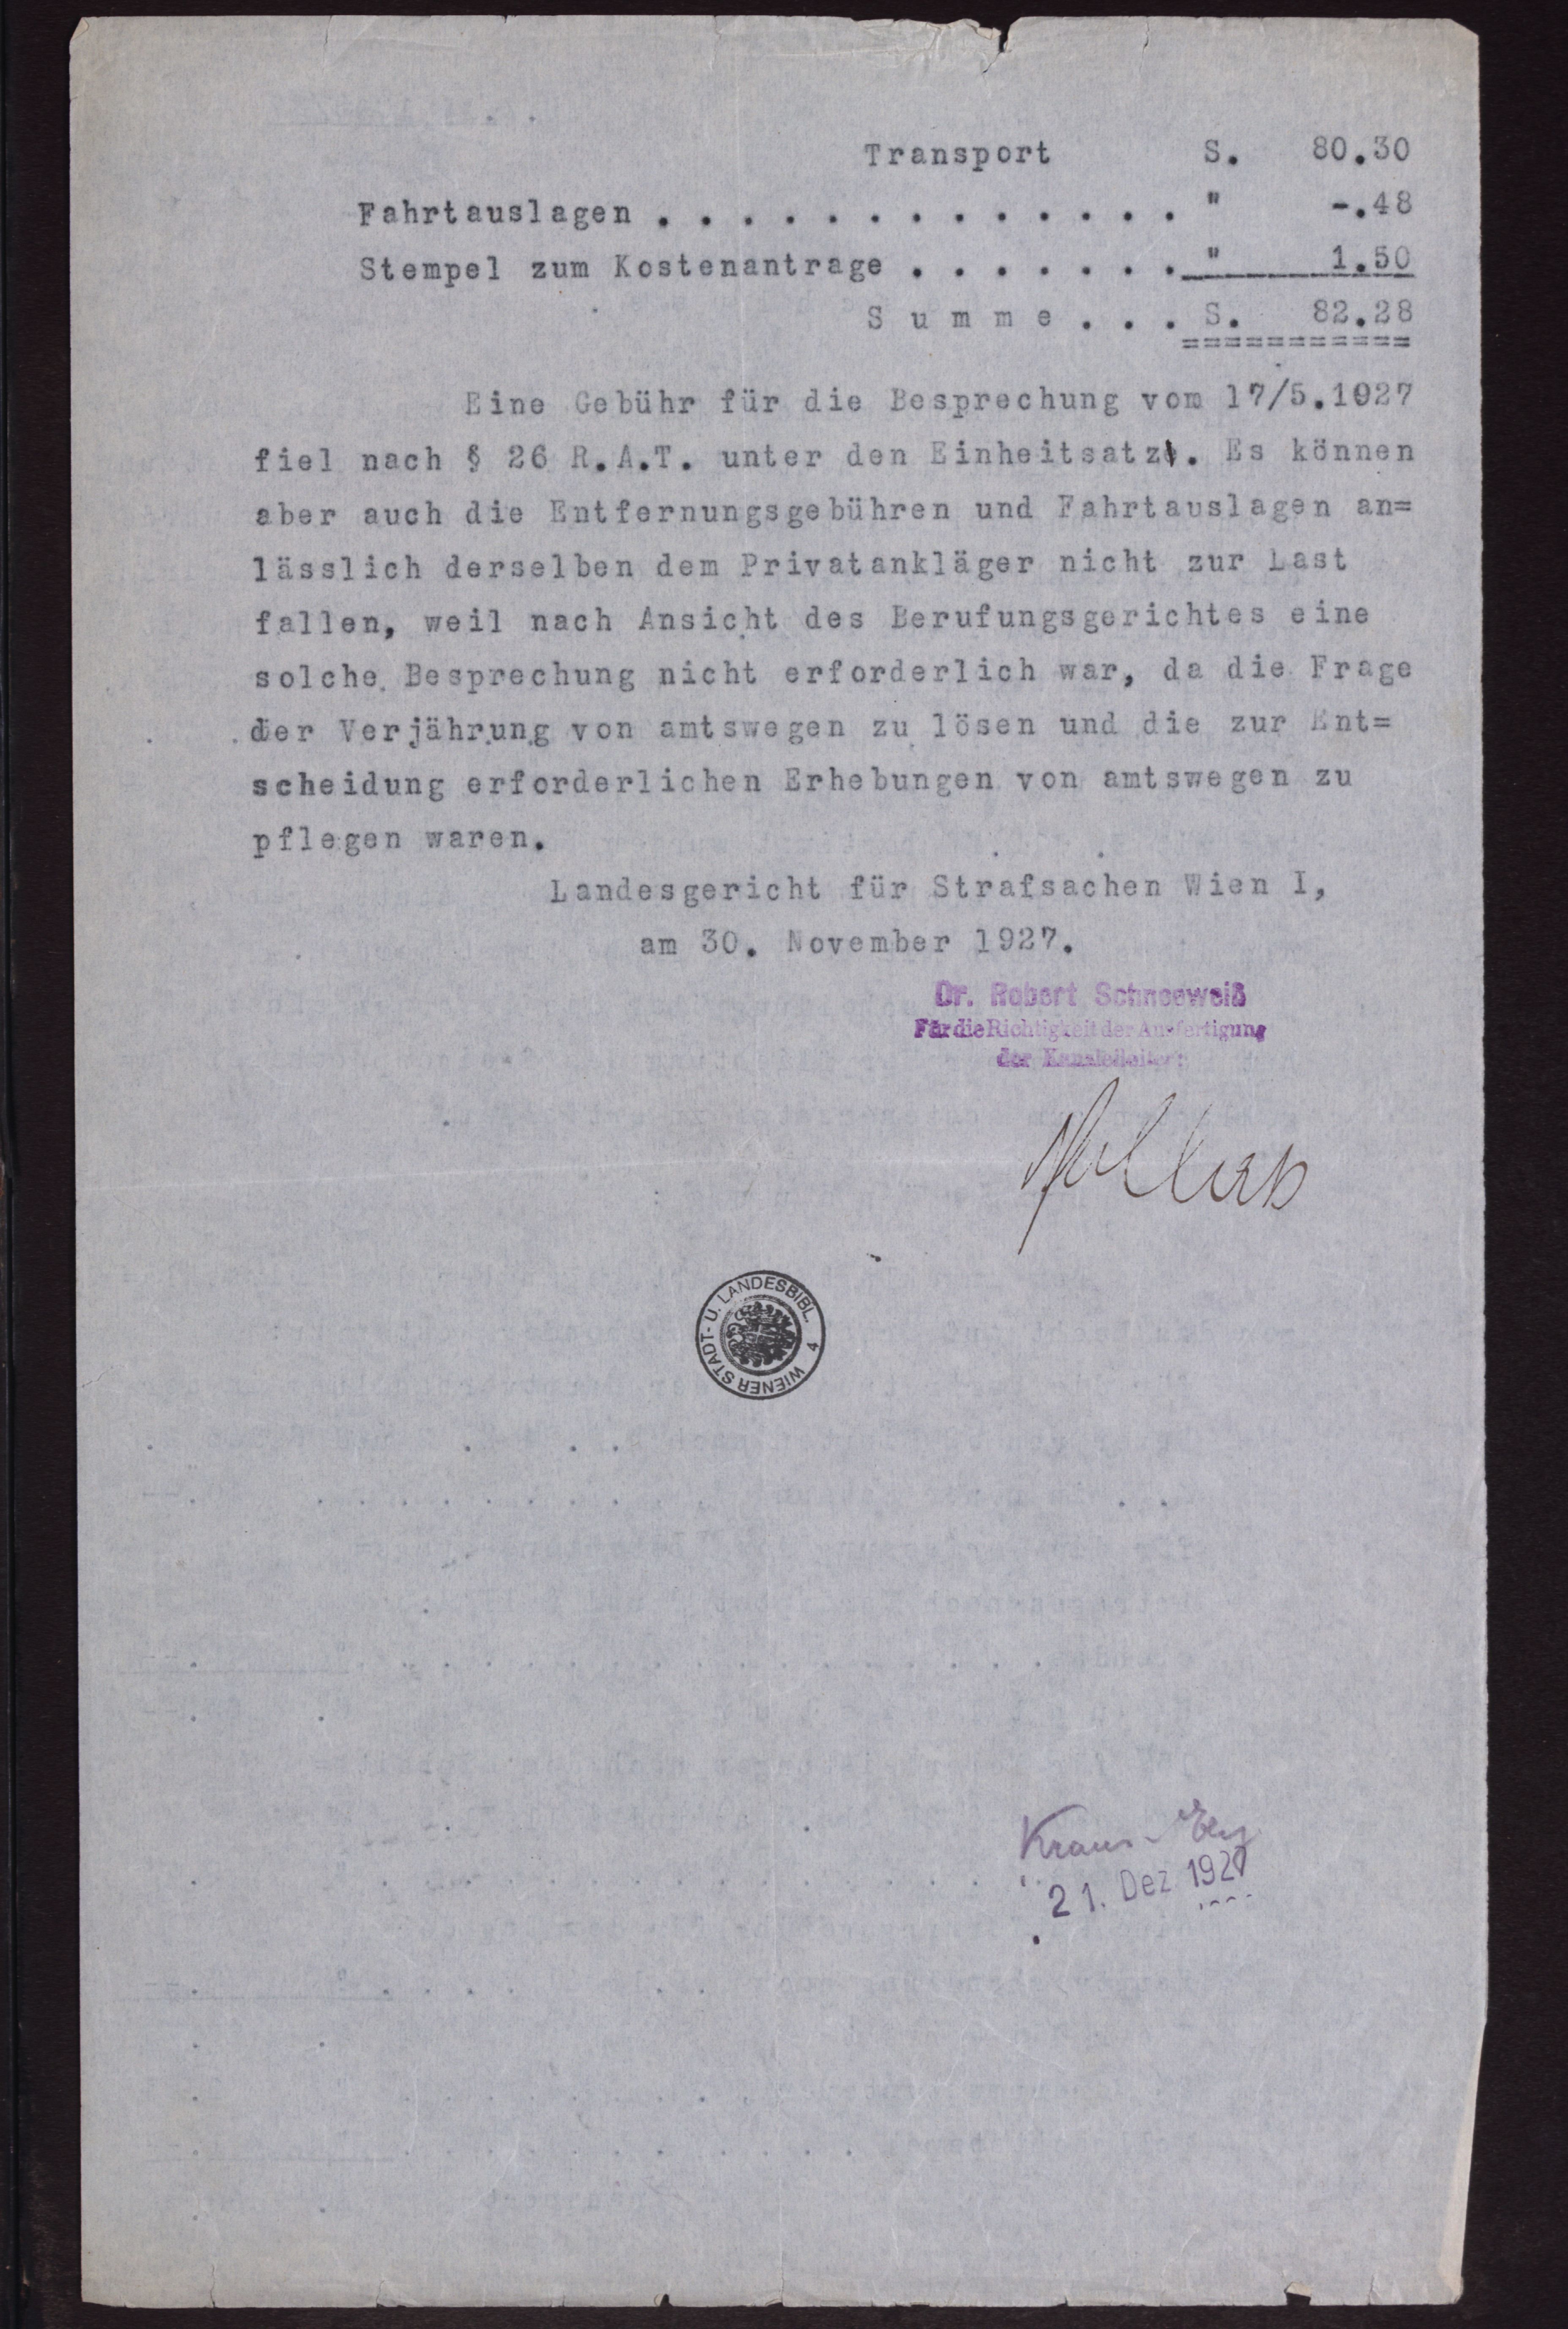 Transport S. 80.30
Fahrtauslagen . . . . . . . . . . . . . " -.48
Stempel zum Kostenantrage . . . . . . . " 1.50
S u m m e . . . S. 82.28
===========
Eine Gebühr für die Besprechung vom 17/5.1927
fiel nach § 26 R.A.T. unter den Einheitsatz. Es können
aber auch die Entfernungsgebühren und Fahrtauslagen an=
lässlich derselben dem Privatankläger nicht zur Last
fallen, weil nach Ansicht des Berufungsgerichtes eine
solche Besprechung nicht erforderlich war, da die Frage
der Verjährung von amtswegen zu lösen und die zur Ent=
scheidung erforderlichen Erhebungen von amtswegen zu
pflegen waren.
Landesgericht für Strafsachen Wien I,
am 30. November 1927.
Dr. Robert Schneeweiß
Für die Richtigkeit der Ausfertigung
der Kanzleileiter:
WIENER STADT- U. LANDESBIBL. 4
Kraus
21. Dez 1927